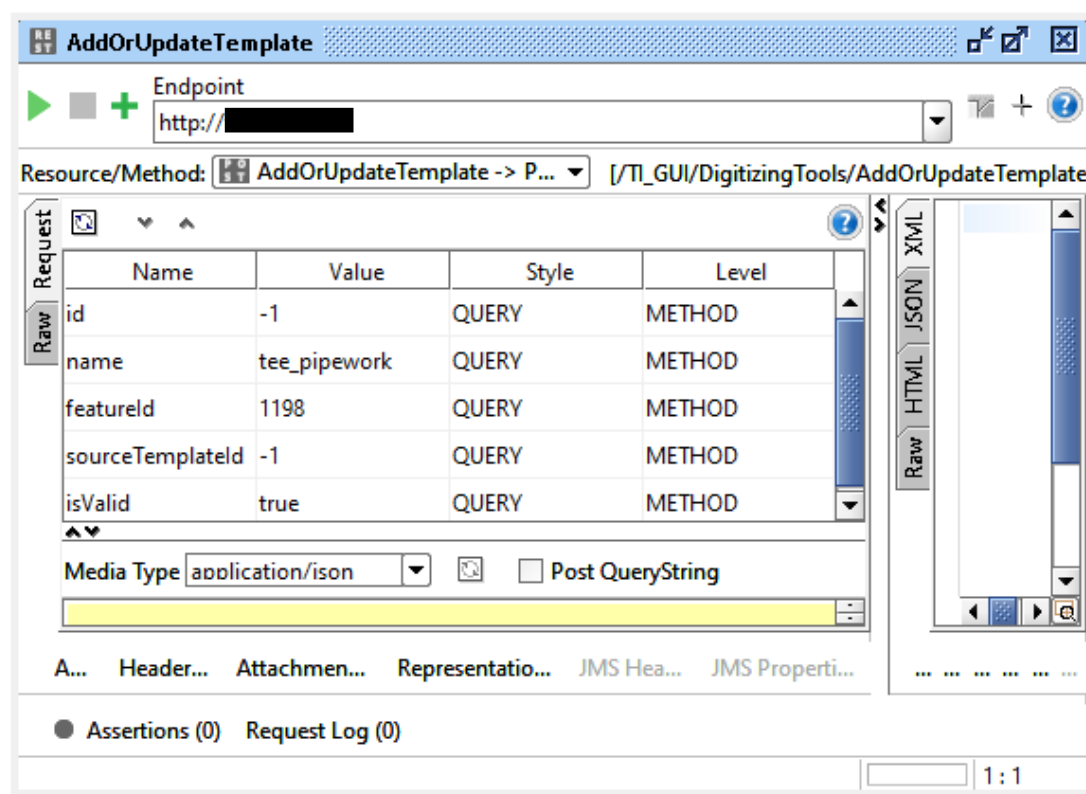 REST AddOrUpdateTemplate
Endpoint
http://
Resource/Method: POST AddOrUpdateTemplate -> P... [/TI_GUI/DigitizingTools/AddOrUpdateTemplate
Request
Raw
Name Value Style Level
id -1 QUERY METHOD
name tee_pipework QUERY METHOD
featureId 1198 QUERY METHOD
sourceTemplateId -1 QUERY METHOD
isValid true QUERY METHOD
Media Type application/json Post QueryString
XML
JSON
HTML
Raw
A... Header... Attachmen... Representatio... JMS Hea... JMS Properti... ... ... ... ... ... ...
Assertions (0) Request Log (0)
1 : 1